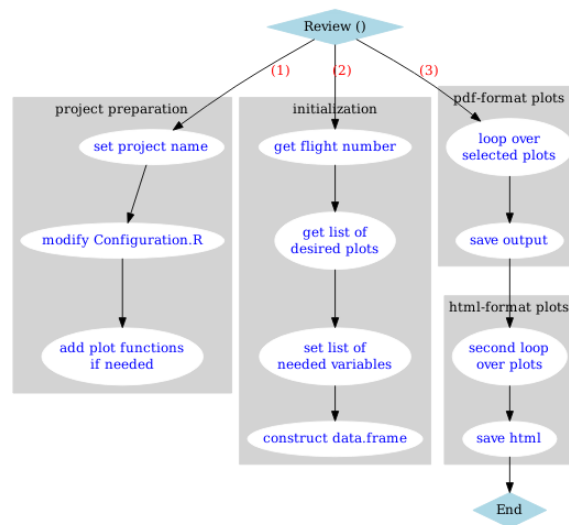 Review ()
(1)
(2)
(3)
project preparation
set project name
modify Configuration.R
add plot functions
if needed
initialization
get flight number
get list of
desired plots
set list of
needed variables
construct data.frame
pdf-format plots
loop over
selected plots
save output
html-format plots
second loop
over plots
save html
End